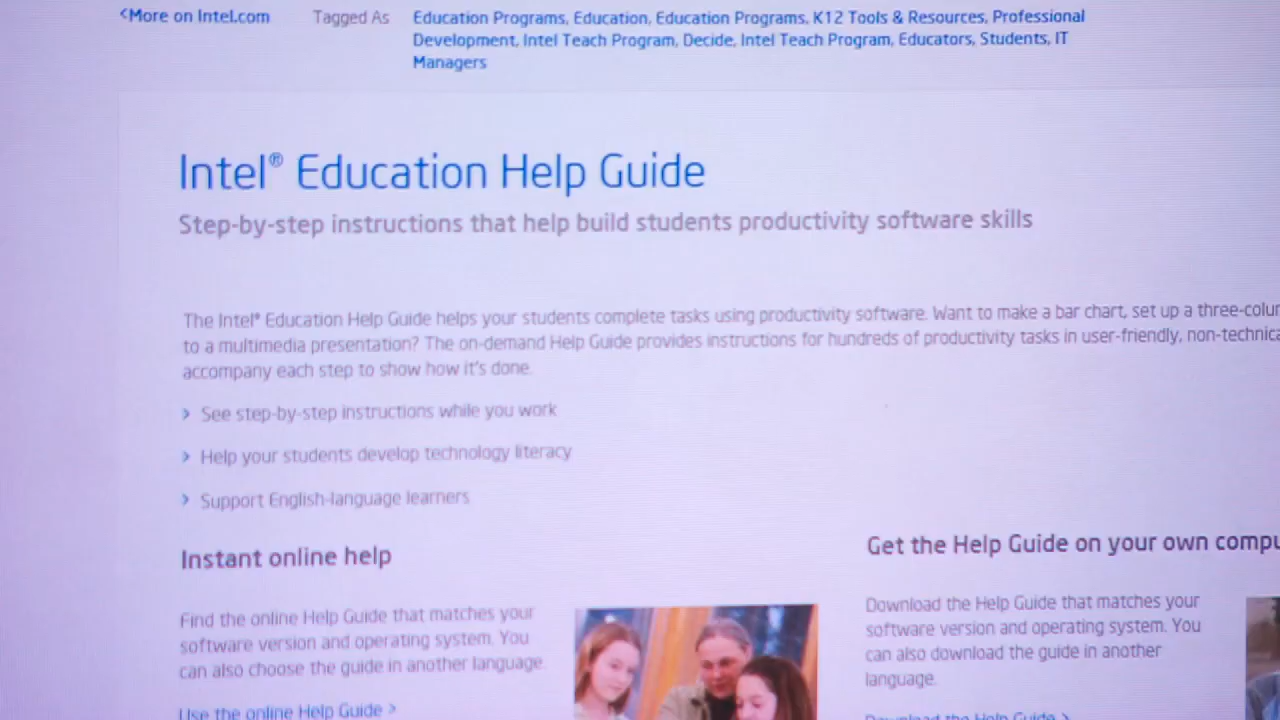 <More on Intel.com
Tagged As
Education Programs, Education, Education Programs, K12 Tools & Resources, Professional
Development, Intel Teach Program, Decide, Intel Teach Program, Educators, Students, IT
Managers
Intel® Education Help Guide
Step-by-step instructions that help build students productivity software skills
The Intel® Education Help Guide helps your students complete tasks using productivity software. Want to make a bar chart, set up a
to a multimedia presentation? The on-demand Help Guide provides instructions for hundreds of productivity tasks in user-friendly,
accompany each step to show how it's done.
> See step-by-step instructions while you work
> Help your students develop technology literacy
> Support English-language learners
Instant online help
Find the online Help Guide that matches your
software version and operating system. You
can also choose the guide in another language.
Use the online Help Guide >
Get the Help Guide on your own
Download the Help Guide that matches your
software version and operating system. You
can also download the guide in another
language.
Download the Help Guide >